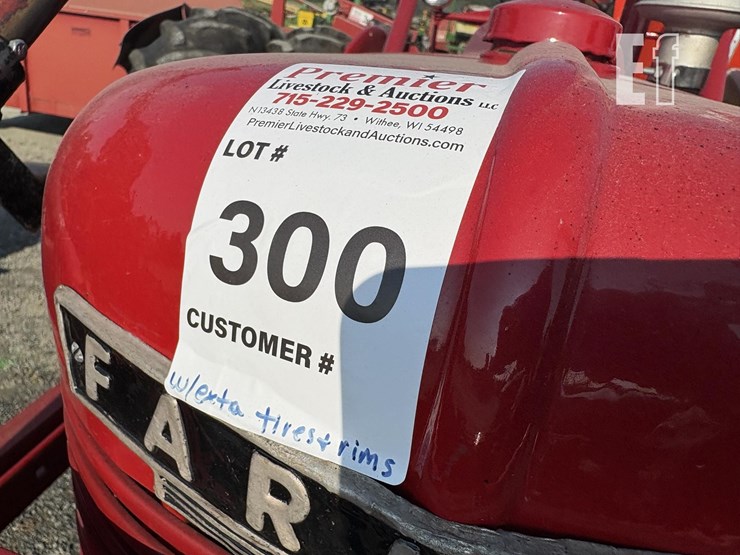 Premier
Livestock & Auctions LLC
715-229-2500
N13438 State Hwy. 73 • Withee, WI 54498
PremierLivestockandAuctions.com
LOT #
300
CUSTOMER #
w/exta tires + rims
FAR
Ef